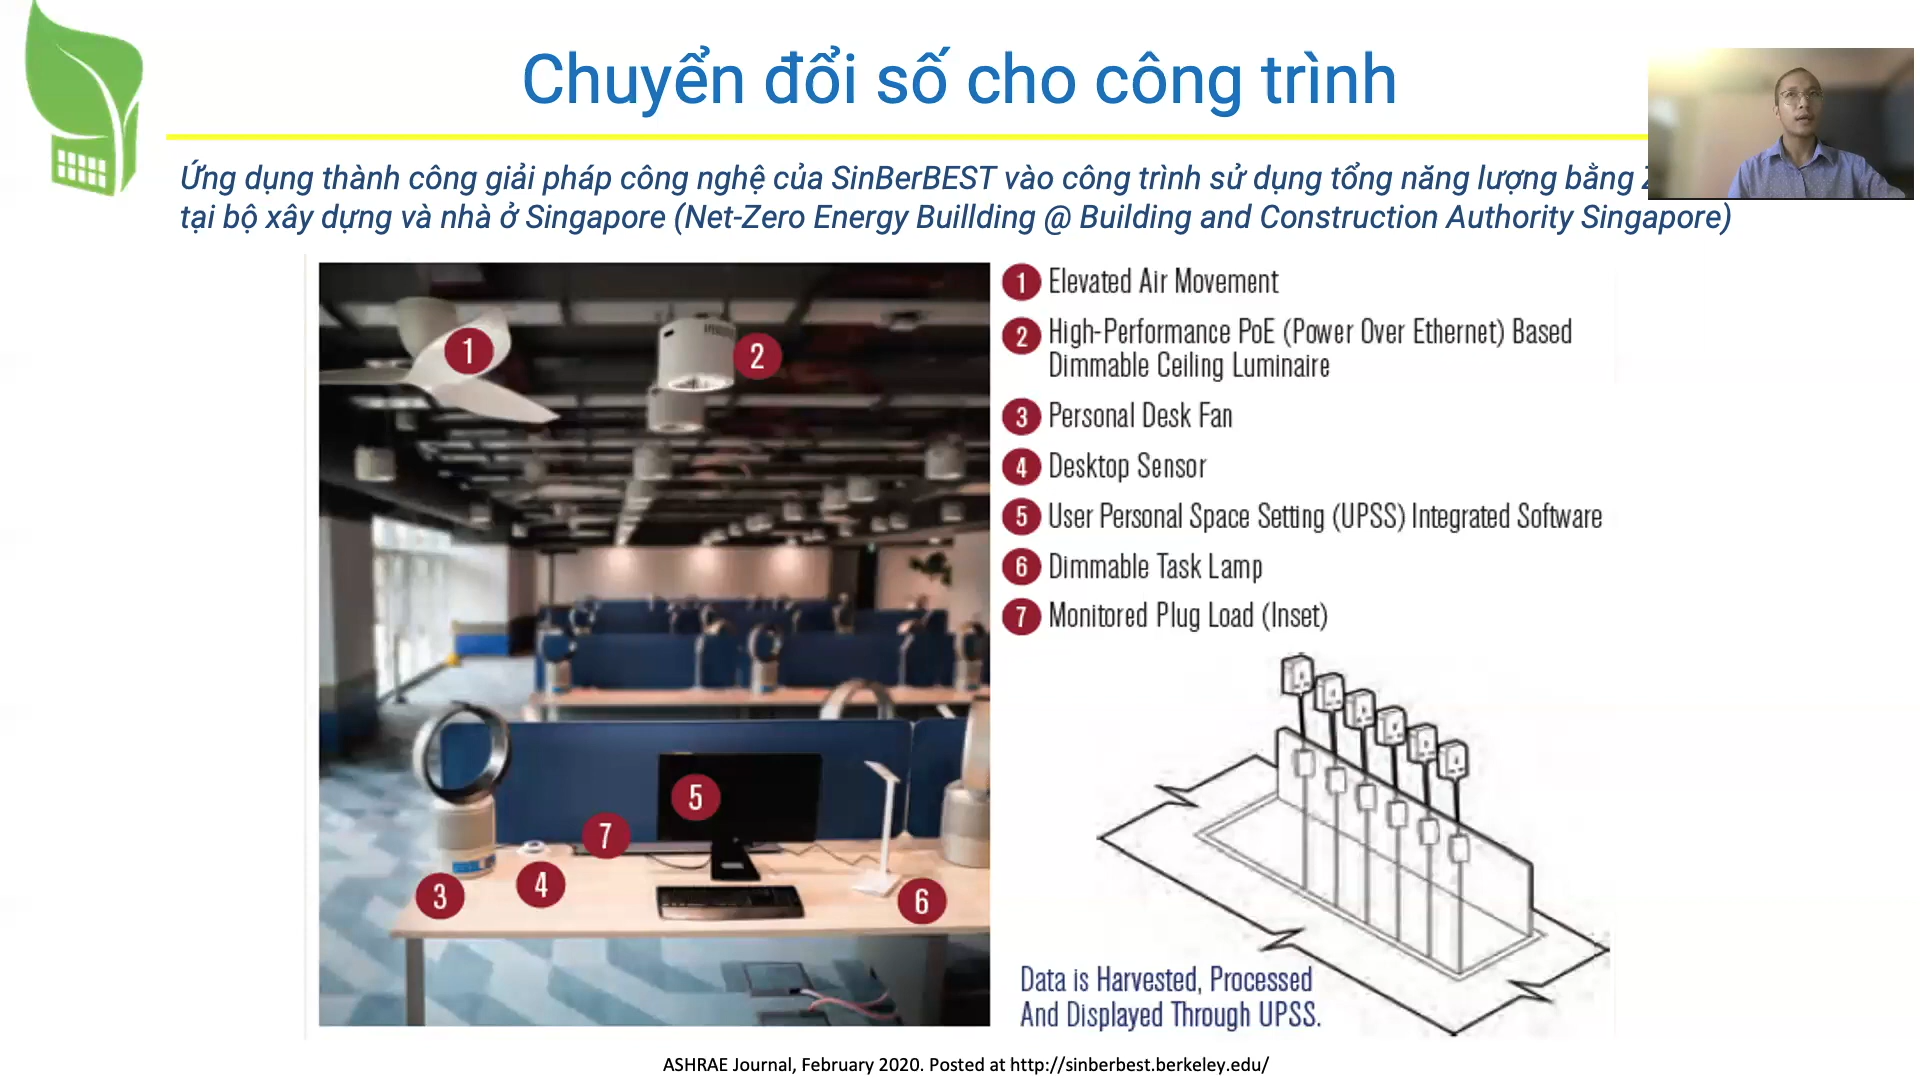 Chuyển đổi số cho công trình
Ứng dụng thành công giải pháp công nghệ của SinBerBEST vào công trình sử dụng tổng năng lượng bằng
tại bộ xây dựng và nhà ở Singapore (Net-Zero Energy Buillding @ Building and Construction Authority Singapore)
1 Elevated Air Movement
2 High-Performance PoE (Power Over Ethernet) Based
Dimmable Ceiling Luminaire
3 Personal Desk Fan
4 Desktop Sensor
5 User Personal Space Setting (UPSS) Integrated Software
6 Dimmable Task Lamp
7 Monitored Plug Load (Inset)
1
2
5
7
4
3
6
Data is Harvested, Processed
And Displayed Through UPSS.
ASHRAE Journal, February 2020. Posted at http://sinberbest.berkeley.edu/